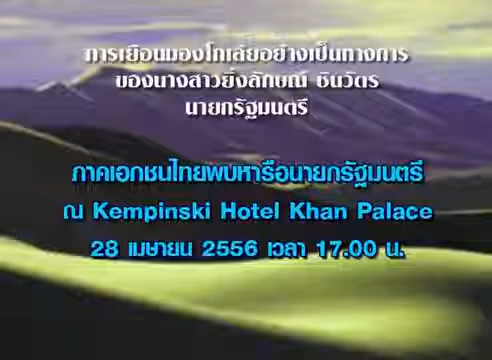 การเยือนมองโกเลียอย่างเป็นทางการ
ของนางสาวยิ่งลักษณ์ ชินวัตร
นายกรัฐมนตรี
ภาคเอกชนไทยพบหารือนายกรัฐมนตรี
ณ Kempinski Hotel Khan Palace
28 เมษายน 2556 เวลา 17.00 น.